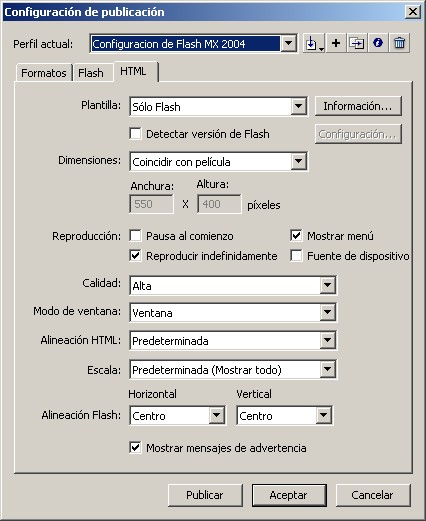 Configuración de publicación
Perfil actual: Configuracion de Flash MX 2004
Formatos Flash HTML
Plantilla: Sólo Flash Información...
Detectar versión de Flash Configuración...
Dimensiones: Coincidir con película
Anchura: Altura:
550 X 400 píxeles
Reproducción: Pausa al comienzo Mostrar menú
Reproducir indefinidamente Fuente de dispositivo
Calidad: Alta
Modo de ventana: Ventana
Alineación HTML: Predeterminada
Escala: Predeterminada (Mostrar todo)
Horizontal Vertical
Alineación Flash: Centro Centro
Mostrar mensajes de advertencia
Publicar Aceptar Cancelar